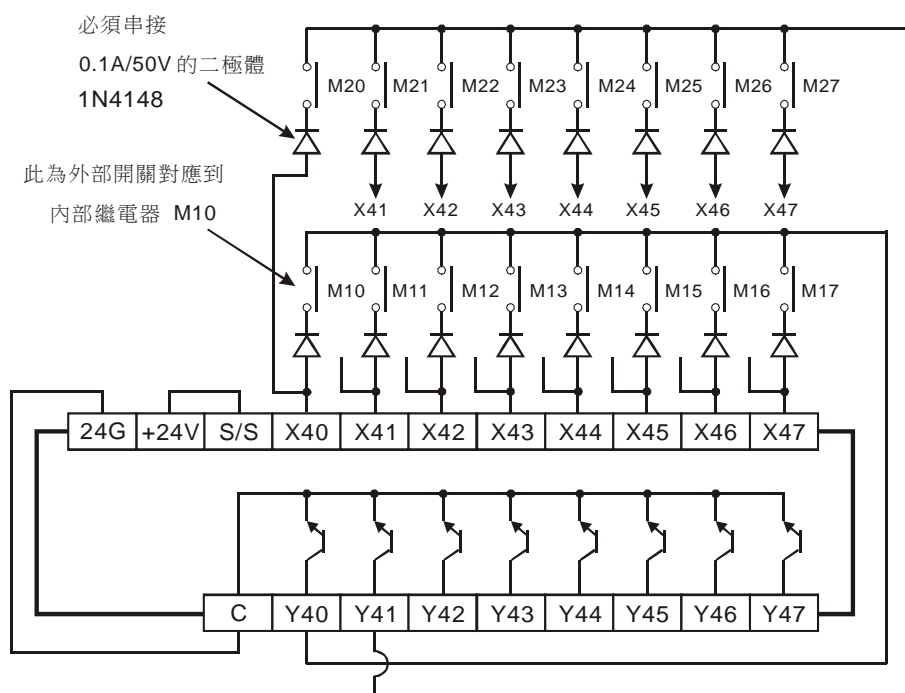 必須串接
0.1A/50V 的二極體
1N4148
M20 M21 M22 M23 M24 M25 M26 M27
X41 X42 X43 X44 X45 X46 X47
此為外部開關對應到
內部繼電器 M10
M10 M11 M12 M13 M14 M15 M16 M17
24G +24V S/S X40 X41 X42 X43 X44 X45 X46 X47
C Y40 Y41 Y42 Y43 Y44 Y45 Y46 Y47